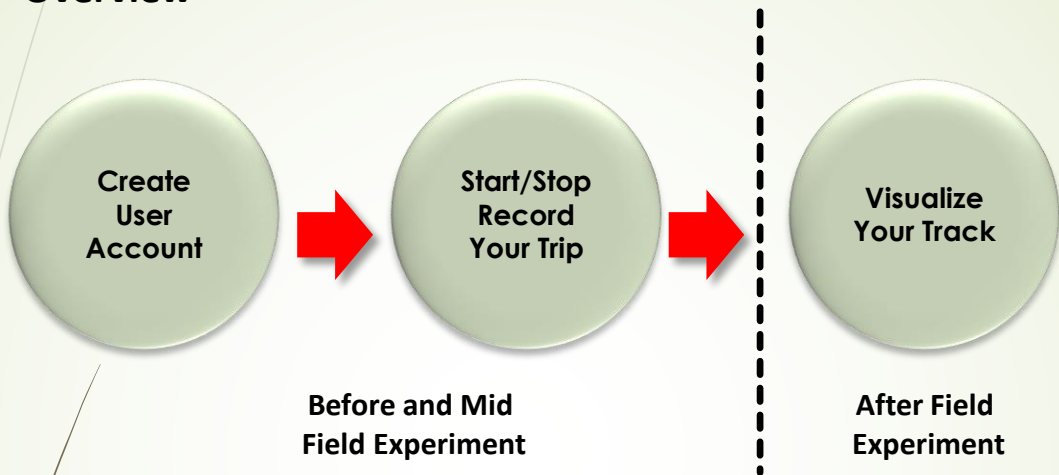 Overview
Create
User
Account
Start/Stop
Record
Your Trip
Visualize
Your Track
Before and Mid
Field Experiment
After Field
Experiment